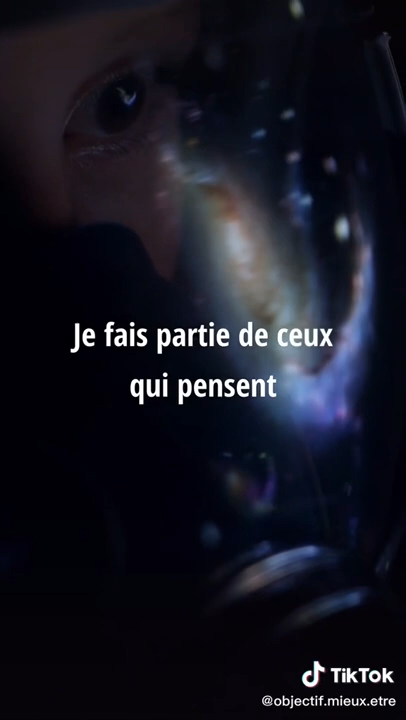 Je fais partie de ceux
qui pensent
TikTok
@objectif.mieux.etre